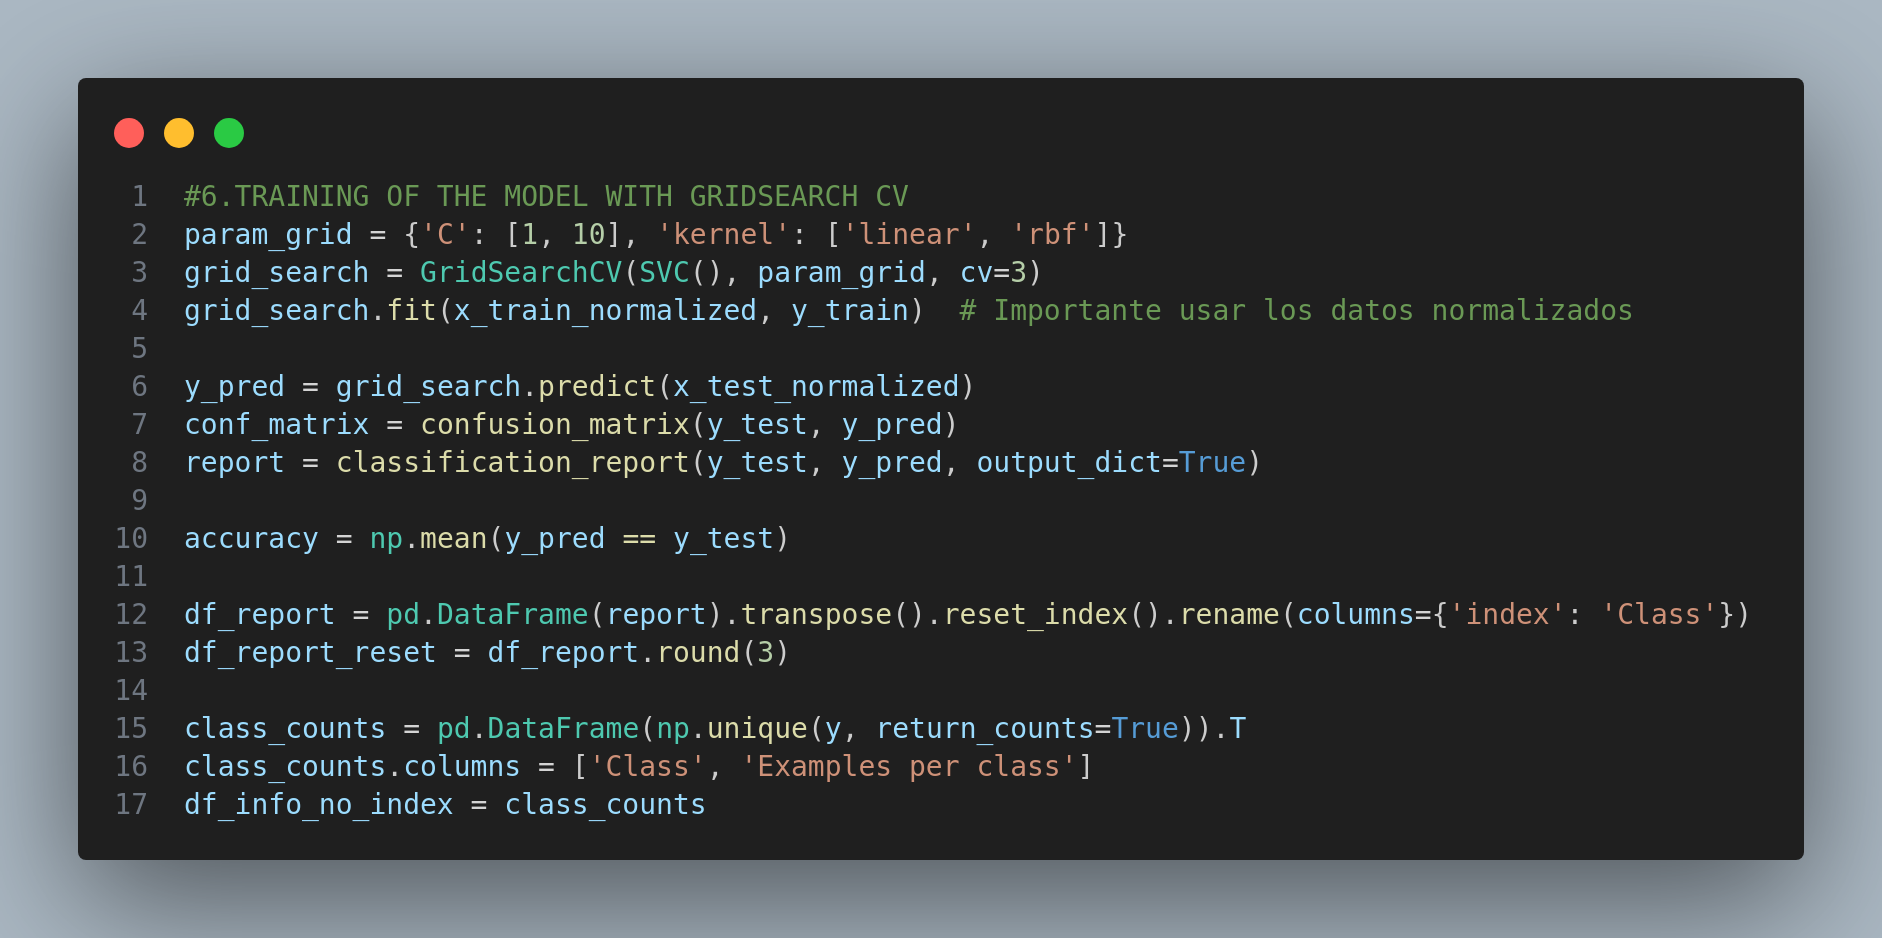 1 #6.TRAINING OF THE MODEL WITH GRIDSEARCH CV
2 param_grid = {'C': [1, 10], 'kernel': ['linear', 'rbf']}
3 grid_search = GridSearchCV(SVC(), param_grid, cv=3)
4 grid_search.fit(x_train_normalized, y_train)  # Importante usar los datos normalizados
5
6 y_pred = grid_search.predict(x_test_normalized)
7 conf_matrix = confusion_matrix(y_test, y_pred)
8 report = classification_report(y_test, y_pred, output_dict=True)
9
10 accuracy = np.mean(y_pred == y_test)
11
12 df_report = pd.DataFrame(report).transpose().reset_index().rename(columns={'index': 'Class'})
13 df_report_reset = df_report.round(3)
14
15 class_counts = pd.DataFrame(np.unique(y, return_counts=True)).T
16 class_counts.columns = ['Class', 'Examples per class']
17 df_info_no_index = class_counts